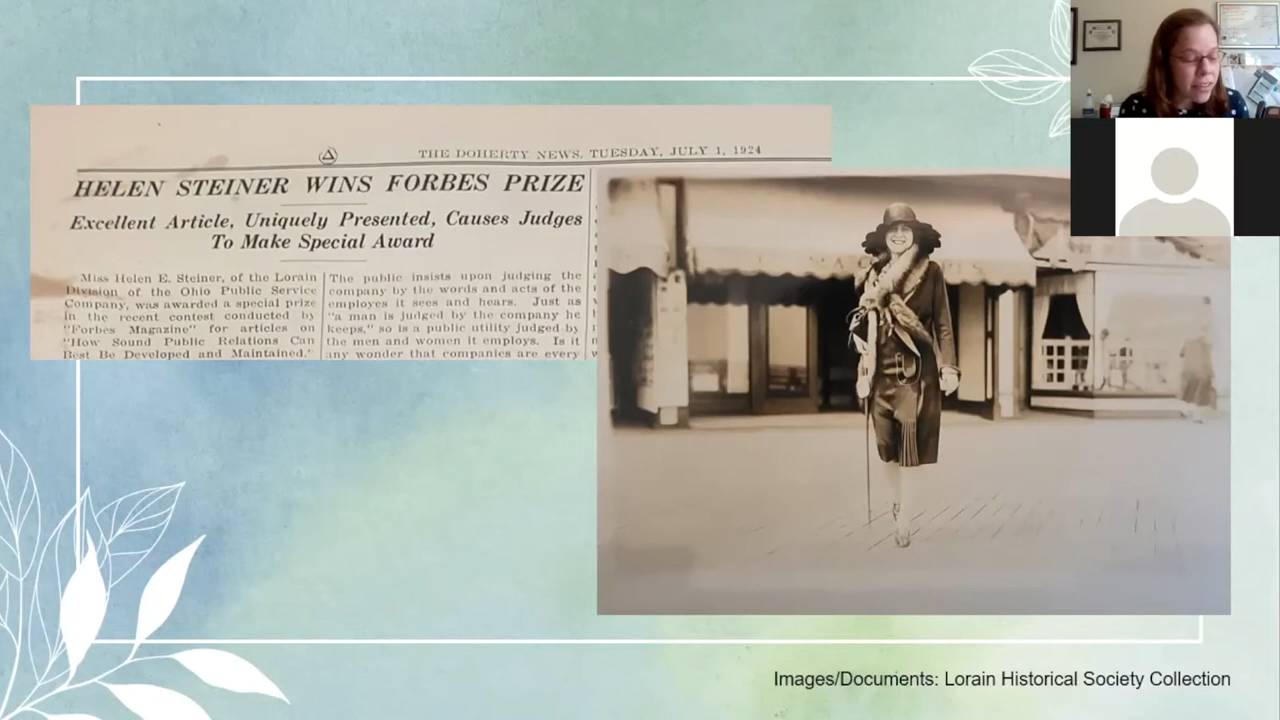 THE DOHERTY NEWS, TUESDAY, JULY 1, 1924
HELEN STEINER WINS FORBES PRIZE
Excellent Article, Uniquely Presented, Causes Judges
To Make Special Award
Miss Helen E. Steiner, of the Lorain
Division of the Ohio Public Service
Company, was awarded a special prize
in the recent contest conducted by
"Forbes Magazine" for articles on
"How Sound Public Relations Can
Best Be Developed and Maintained."
The public insists upon judging the
company by the words and acts of the
employes it sees and hears. Just as
"a man is judged by the company he
keeps," so is a public utility judged by
the men and women it employs. Is it
any wonder that companies are every
Images/Documents: Lorain Historical Society Collection